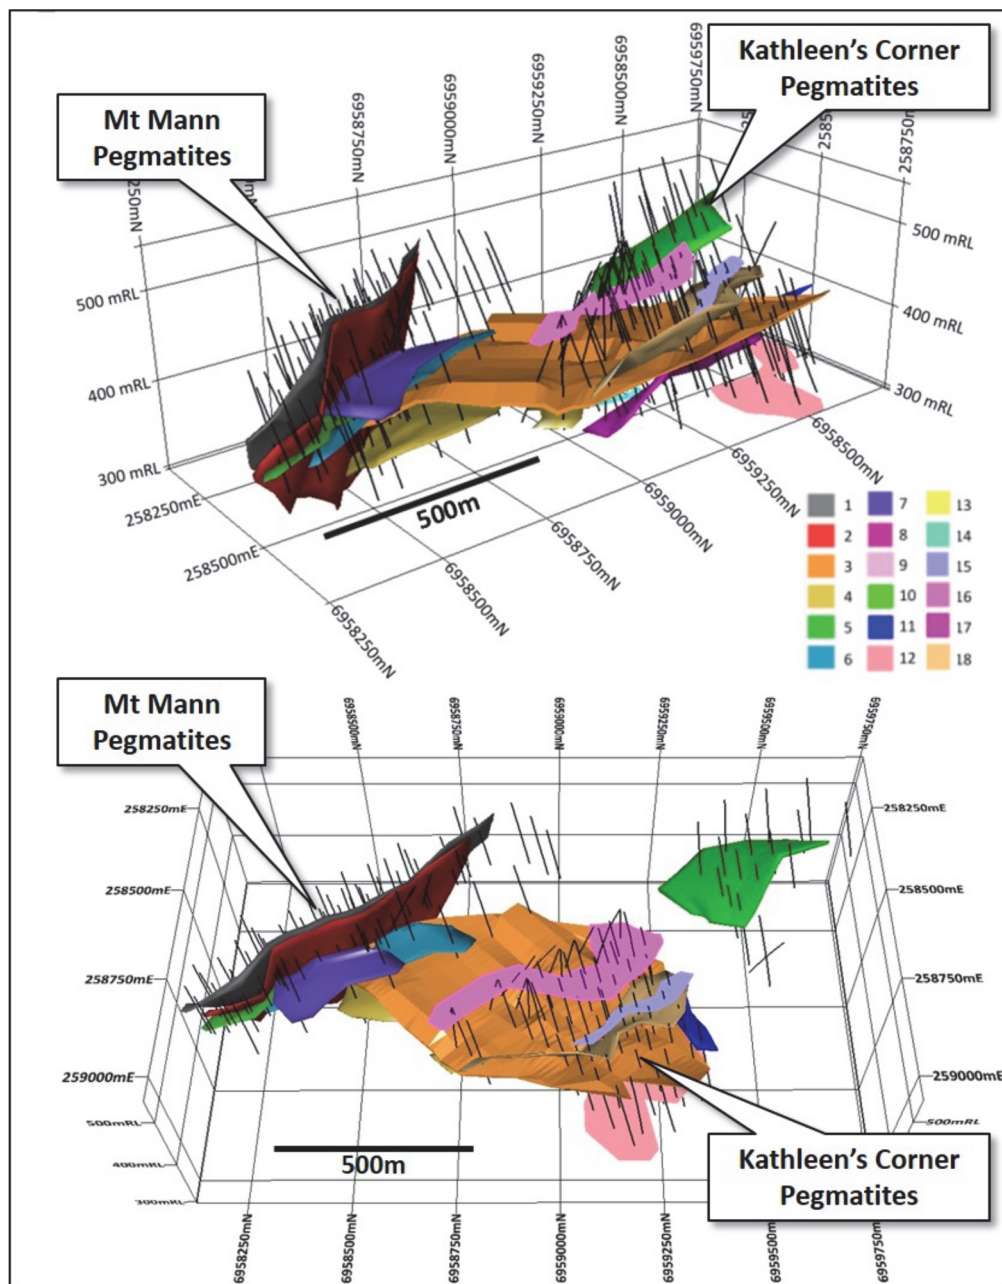 Kathleen's Corner
Pegmatites
Mt Mann
Pegmatites
250mN
6958750mN
6959000mN
6959250mN
6958500mN
6959750mN
258750mN
500 mRL
400 mRL
300 mRL
500 mRL
400 mRL
300 mRL
258250mE
258500mE
500m
6958250mN
6958500mN
6958750mN
6959000mN
6959250mN
6958500mN
1 7 13
2 8 14
3 9 15
4 10 16
5 11 17
6 12 18
Mt Mann
Pegmatites
6958500mN
6958750mN
6959000mN
6959250mN
6959500mN
6959750mN
258250mE
258500mE
258750mE
259000mE
500mRL
400mRL
300mRL
258250mE
258500mE
258750mE
259000mE
500mRL
500m
Kathleen's Corner
Pegmatites
6958250mN
6958500mN
6958750mN
6959000mN
6959250mN
6959500mN
6959750mN